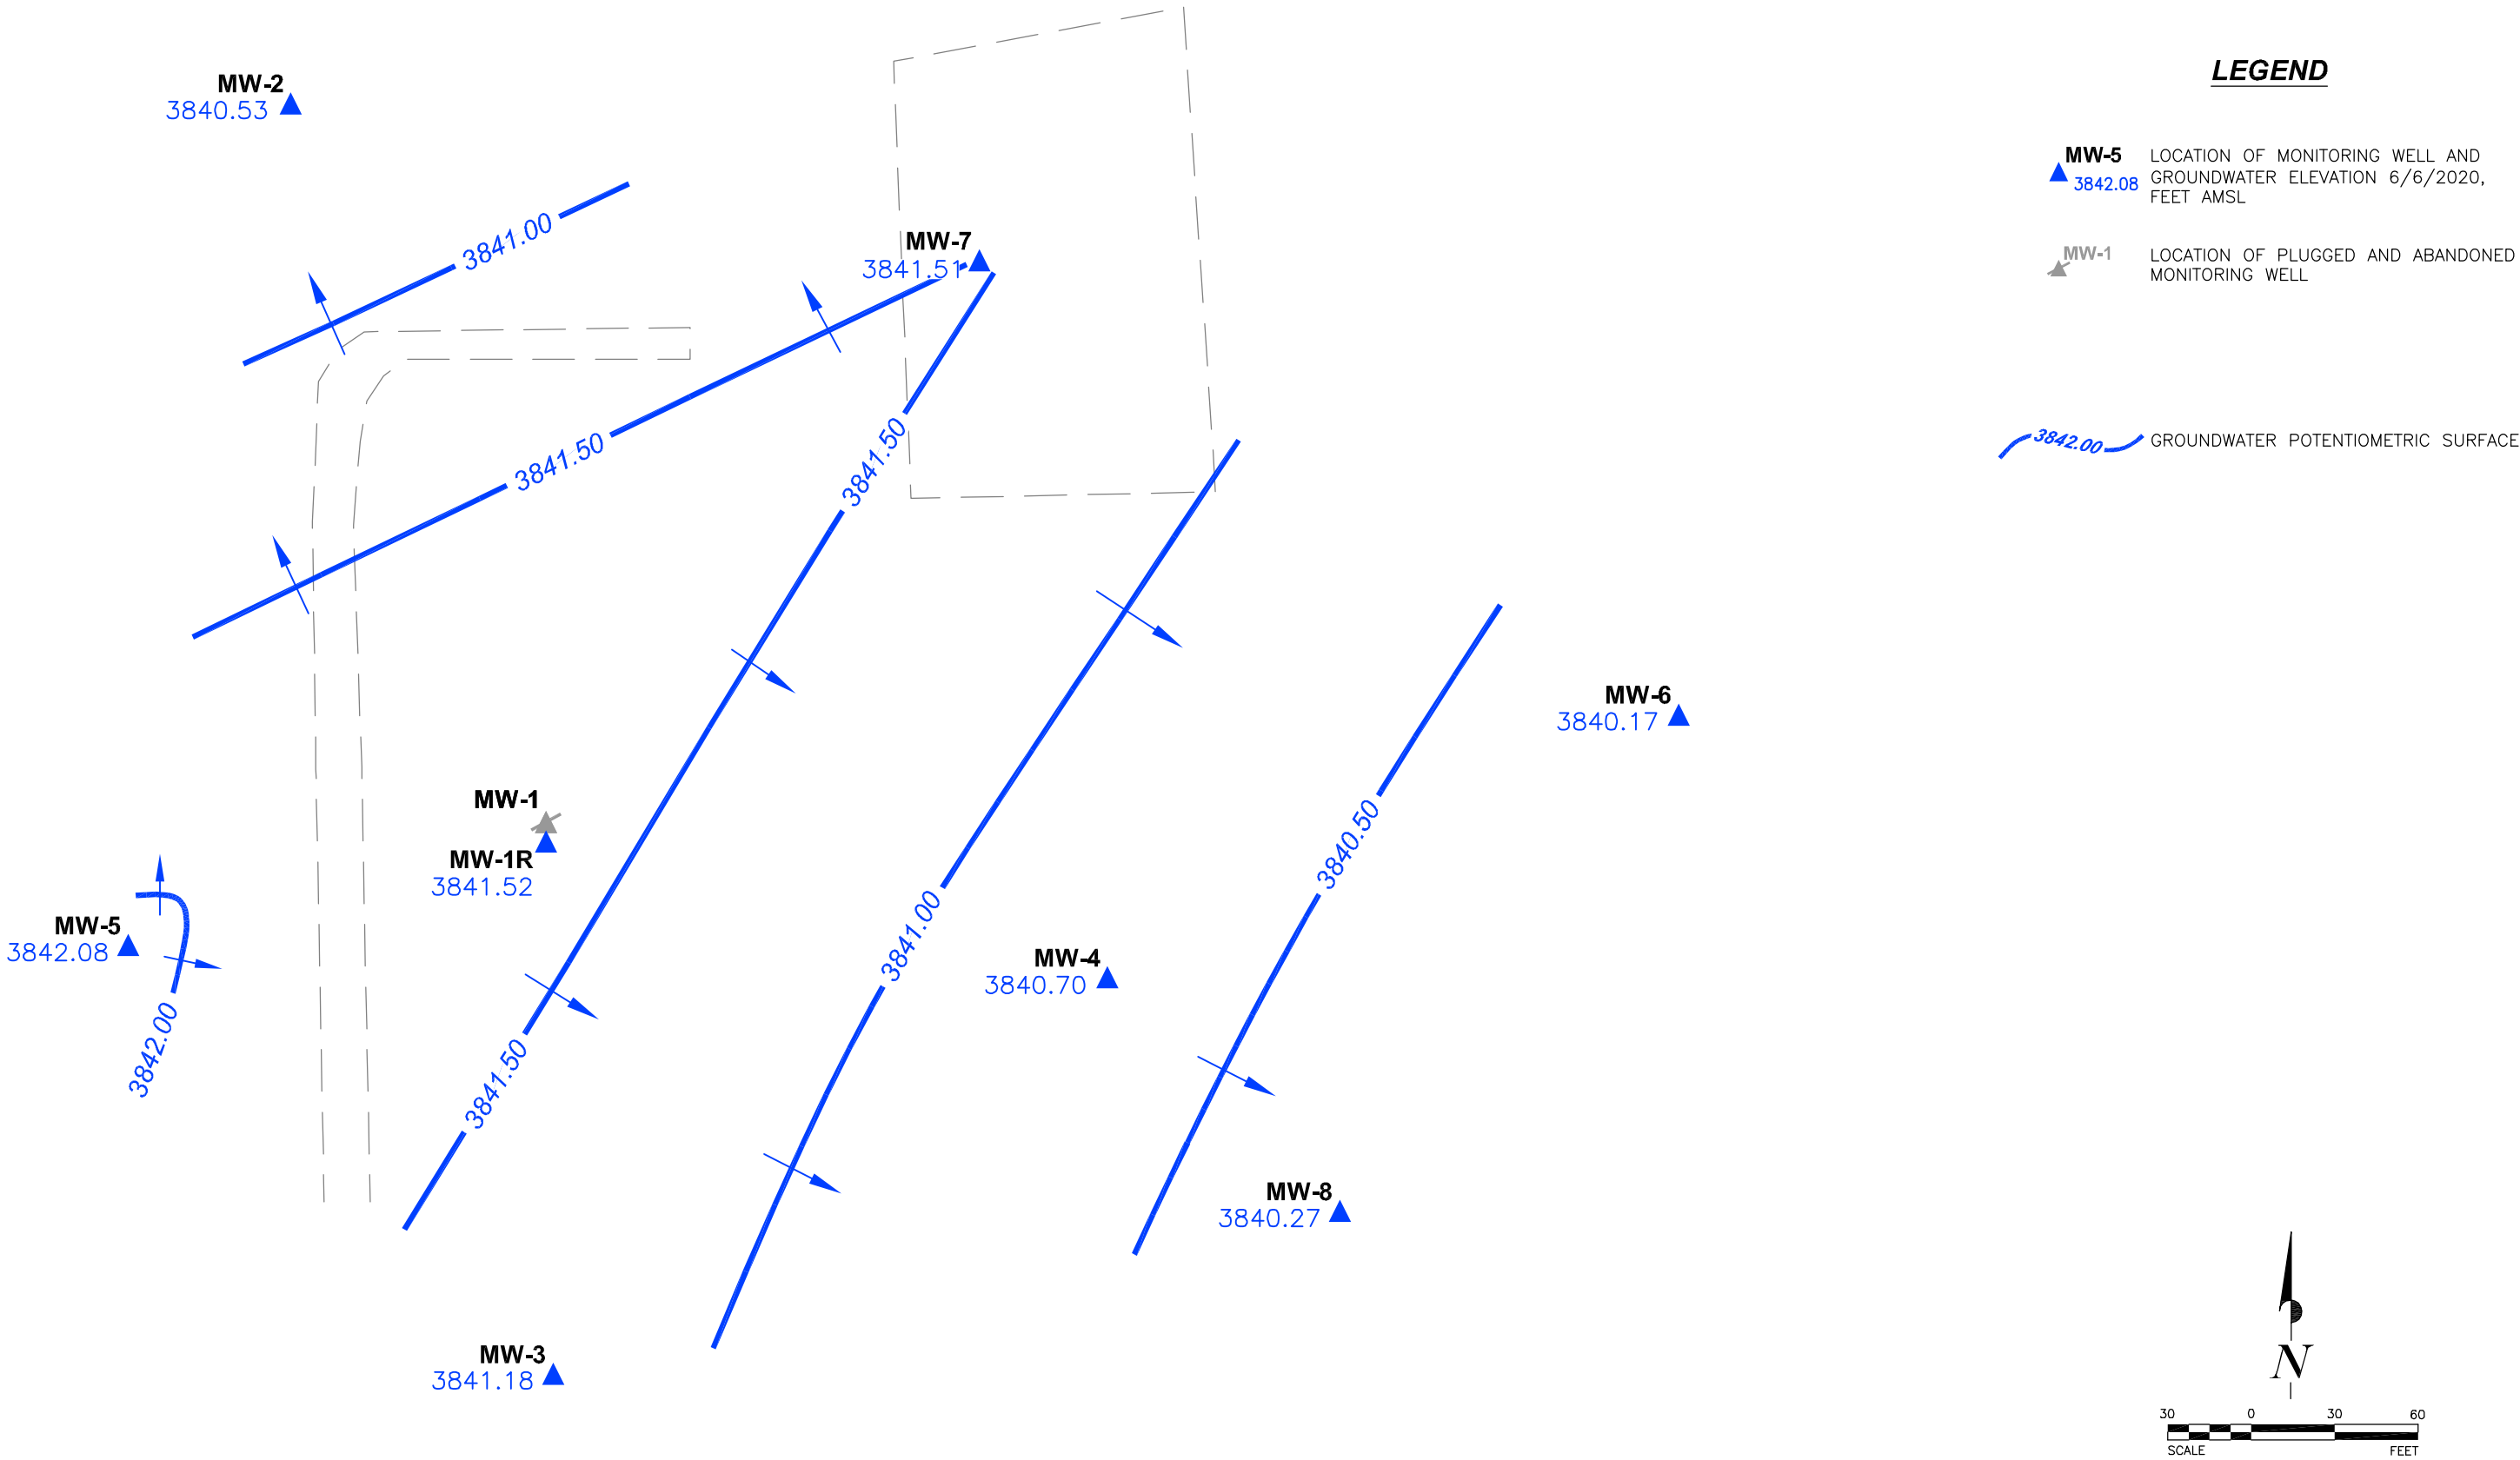 MW-2
3840.53
3841.00
MW-7
3841.51
3841.50
3841.50
MW-6
3840.17
MW-1
MW-1R
3841.52
3840.50
MW-5
3842.08
3841.00
MW-4
3840.70
3842.00
3841.50
MW-8
3840.27
MW-3
3841.18
LEGEND
MW-5
3842.08
LOCATION OF MONITORING WELL AND
GROUNDWATER ELEVATION 6/6/2020,
FEET AMSL
MW-1
LOCATION OF PLUGGED AND ABANDONED
MONITORING WELL
3842.00
GROUNDWATER POTENTIOMETRIC SURFACE
N
30 0 30 60
SCALE FEET